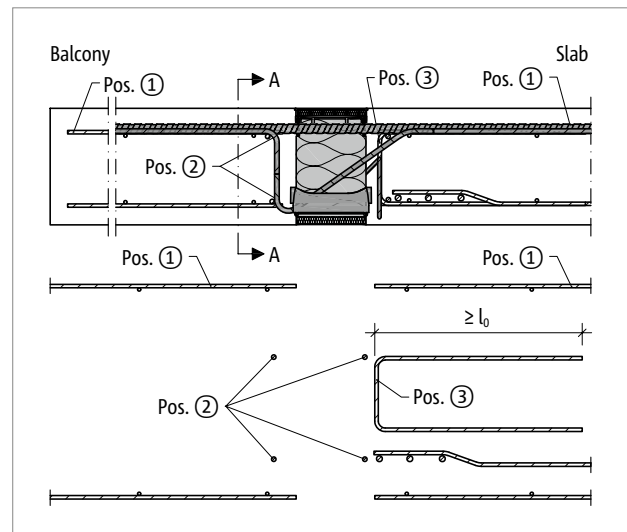 Balcony
Slab
Pos. ①
A
Pos. ③
Pos. ①
Pos. ②
A
Pos. ①
Pos. ①
≥ l₀
Pos. ②
Pos. ③